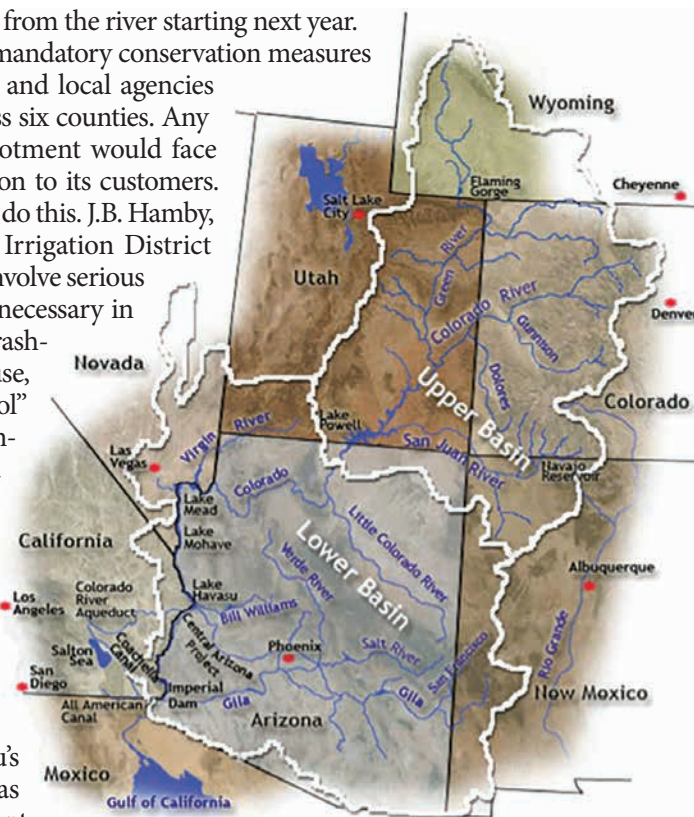 from the river starting next year.
mandatory conservation measures
and local agencies
s six counties. Any
otment would face
on to its customers.
do this. J.B. Hamby,
Irrigation District
nvolve serious
necessary in
rash-
use,
ol”
n-
u’s
as
Wyoming
Flaming
Gorge
Cheyenne
Salt Lake
City
Utah
Green River
Colorado River
Gunnison
Denver
Dolores
Colorado
Upper Basin
Nevada
Lake
Powell
San Juan River
Navajo
Reservoir
Las
Vegas
Virgin River
Colorado
Lake
Mead
Lake
Mohave
Little Colorado River
Lower Basin
Verde River
California
Albuquerque
Lake
Havasu
Colorado
River
Aqueduct
Los
Angeles
Bill Williams
Central Arizona
Project
Phoenix
Salt River
San Francisco
Rio Grande
Salton
Sea
Coachella
Canal
San
Diego
Imperial
Dam
Gila
Gila
New Mexico
All American
Canal
Arizona
Mexico
Gulf of California